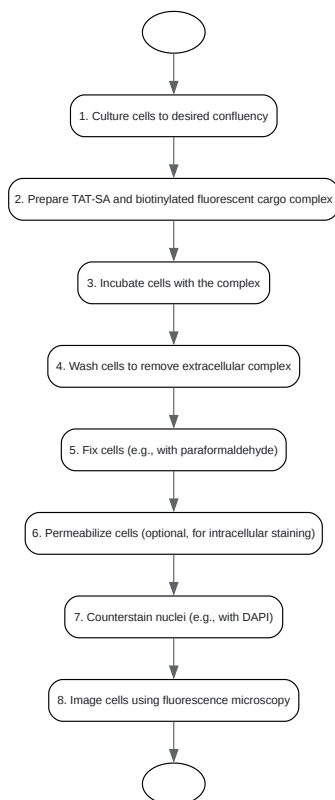 1. Culture cells to desired confluency
2. Prepare TAT-SA and biotinylated fluorescent cargo complex
3. Incubate cells with the complex
4. Wash cells to remove extracellular complex
5. Fix cells (e.g., with paraformaldehyde)
6. Permeabilize cells (optional, for intracellular staining)
7. Counterstain nuclei (e.g., with DAPI)
8. Image cells using fluorescence microscopy